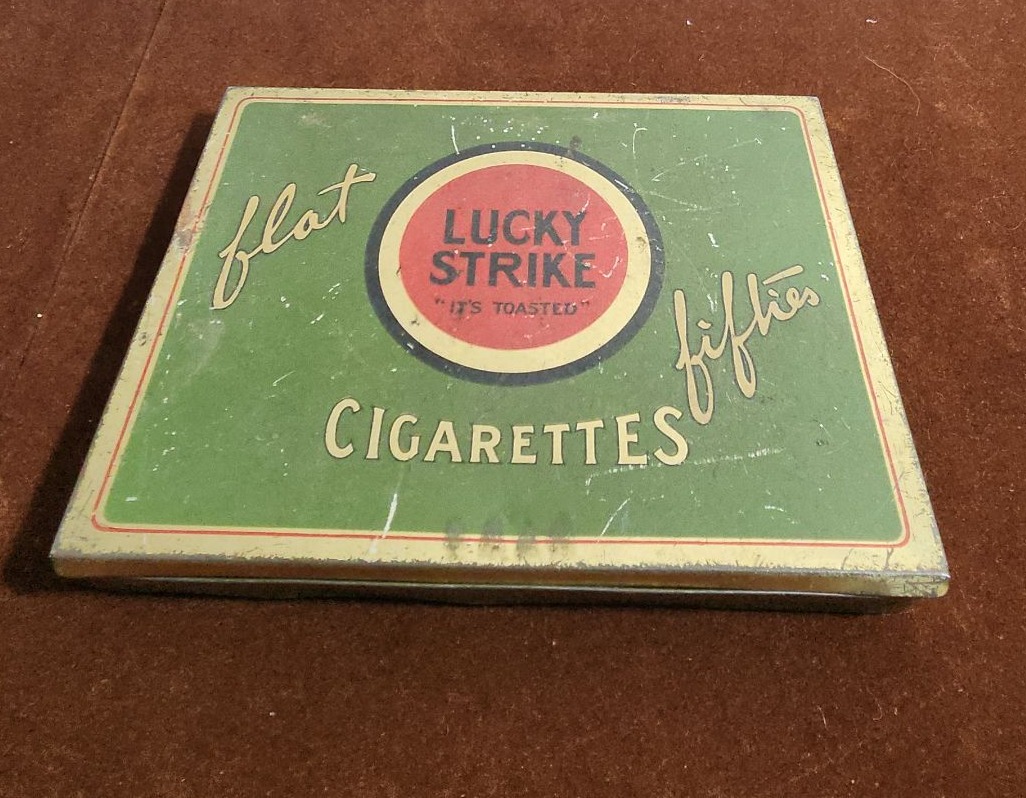 flat
LUCKY
STRIKE
"IT'S TOASTED"
fifties
CIGARETTES